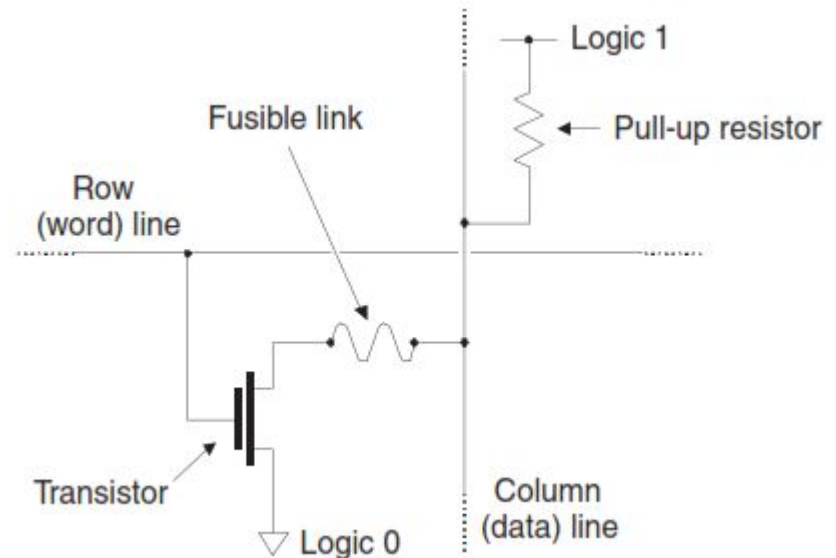 Logic 1
Fusible link
Pull-up resistor
Row
(word) line
Transistor
Column
(data) line
Logic 0